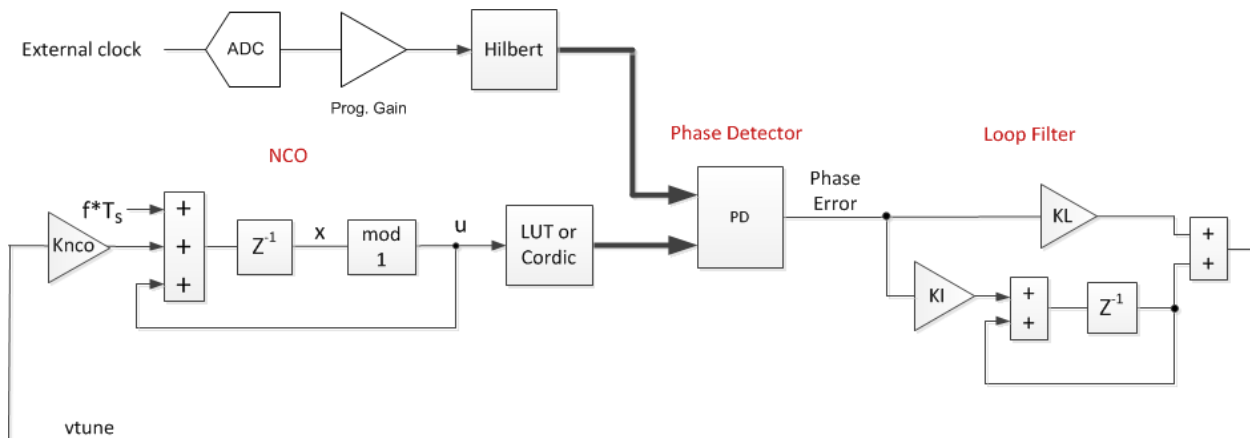 External clock
ADC
Prog. Gain
Hilbert
Phase Detector
Loop Filter
NCO
f*Ts
Knco
+
+
+
Z-1
x
mod
1
u
LUT or
Cordic
PD
Phase
Error
KL
KI
+
+
Z-1
+
+
vtune